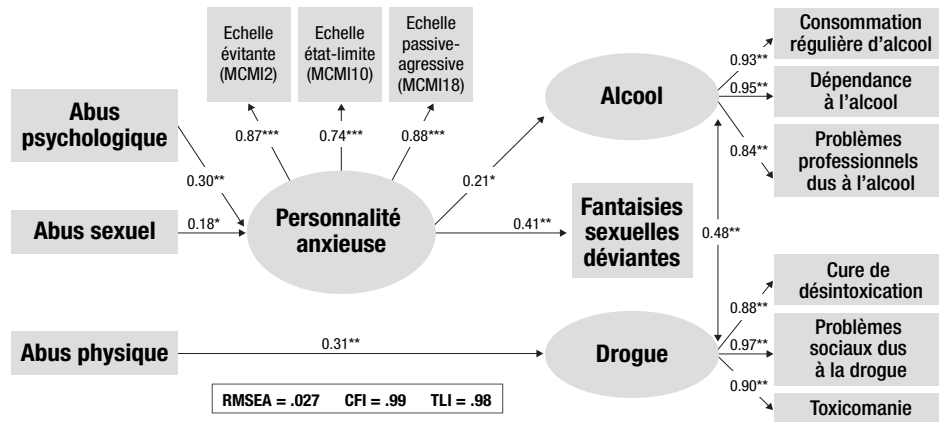 Abus
psychologique
Abus sexuel
Abus physique
Echelle
évitante
(MCMI2)
Echelle
état-limite
(MCMI10)
Echelle
passive-
agressive
(MCMI18)
0.87***
0.74***
0.88***
0.30**
0.18*
Personnalité
anxieuse
0.21*
0.41**
0.31**
Alcool
Fantaisies
sexuelles
déviantes
Drogue
0.48**
0.93**
0.95**
0.84**
Consommation
régulière d'alcool
Dépendance
à l'alcool
Problèmes
professionnels
dus à l'alcool
0.88**
0.97**
0.90**
Cure de
désintoxication
Problèmes
sociaux dus
à la drogue
Toxicomanie
RMSEA = .027 CFI = .99 TLI = .98